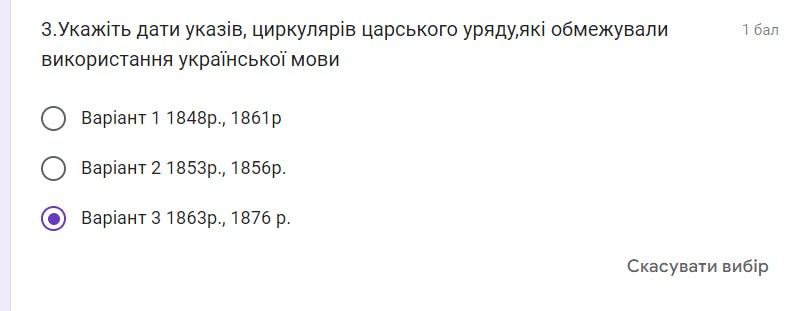 3.Укажіть дати указів, циркулярів царського уряду,які обмежували
1 бал
використання української мови
Варіант 1 1848р., 1861р
Варіант 2 1853р., 1856р.
Варіант 3 1863р., 1876 р.
Скасувати вибір